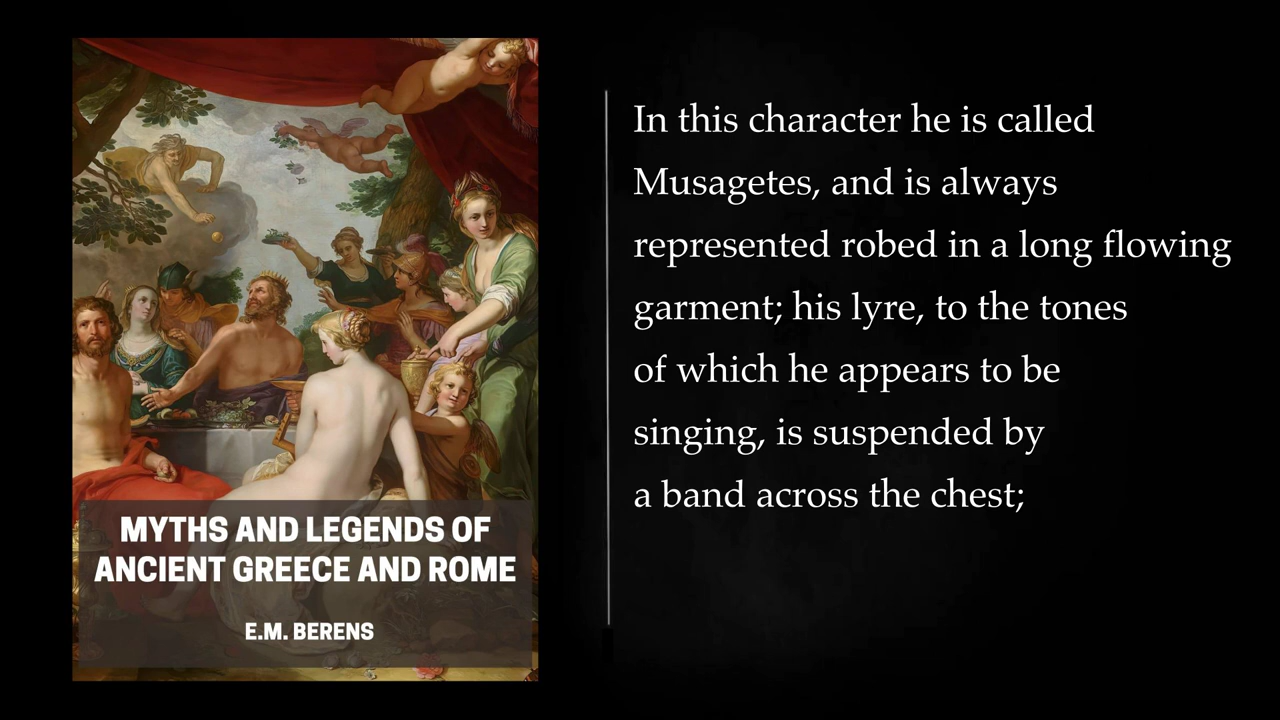 MYTHS AND LEGENDS OF
ANCIENT GREECE AND ROME
E.M. BERENS
In this character he is called
Musagetes, and is always
represented robed in a long flowing
garment; his lyre, to the tones
of which he appears to be
singing, is suspended by
a band across the chest;